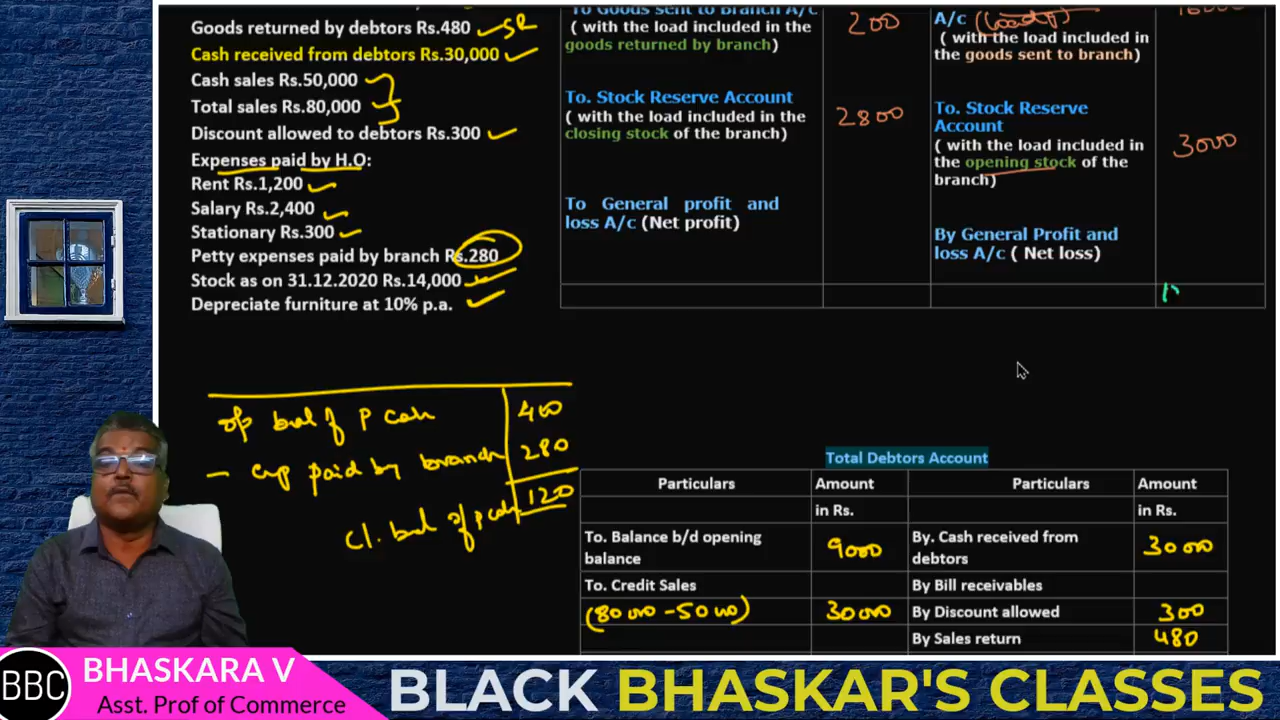 Goods returned by debtors Rs.480 SR
Cash received from debtors Rs.30,000
Cash sales Rs.50,000
Total sales Rs.80,000
Discount allowed to debtors Rs.300
Expenses paid by H.O:
Rent Rs.1,200
Salary Rs.2,400
Stationary Rs.300
Petty expenses paid by branch Rs.280
Stock as on 31.12.2020 Rs.14,000
Depreciate furniture at 10% p.a.
To Goods sent to Branch A/C
( with the load included in the
goods returned by branch)
200
To. Stock Reserve Account
( with the load included in the
closing stock of the branch)
2800
To General profit and
loss A/c (Net profit)
A/c (Load)
(with the load included in
the goods sent to branch)
To. Stock Reserve
Account
(with the load included in
the opening stock of the
branch)
3000
By General Profit and
loss A/c ( Net loss)
op bal of p cash 400
- exp paid by branch 280
cl. bal of p cash 120
Total Debtors Account
Particulars Amount Particulars Amount
in Rs. in Rs.
To. Balance b/d opening
balance
9000
By. Cash received from
debtors
30000
To. Credit Sales By Bill receivables
(80000 - 50000) 30000 By Discount allowed 300
By Sales return 480
BBC
BHASKARA V
Asst. Prof of Commerce
BLACK BHASKAR'S CLASSES